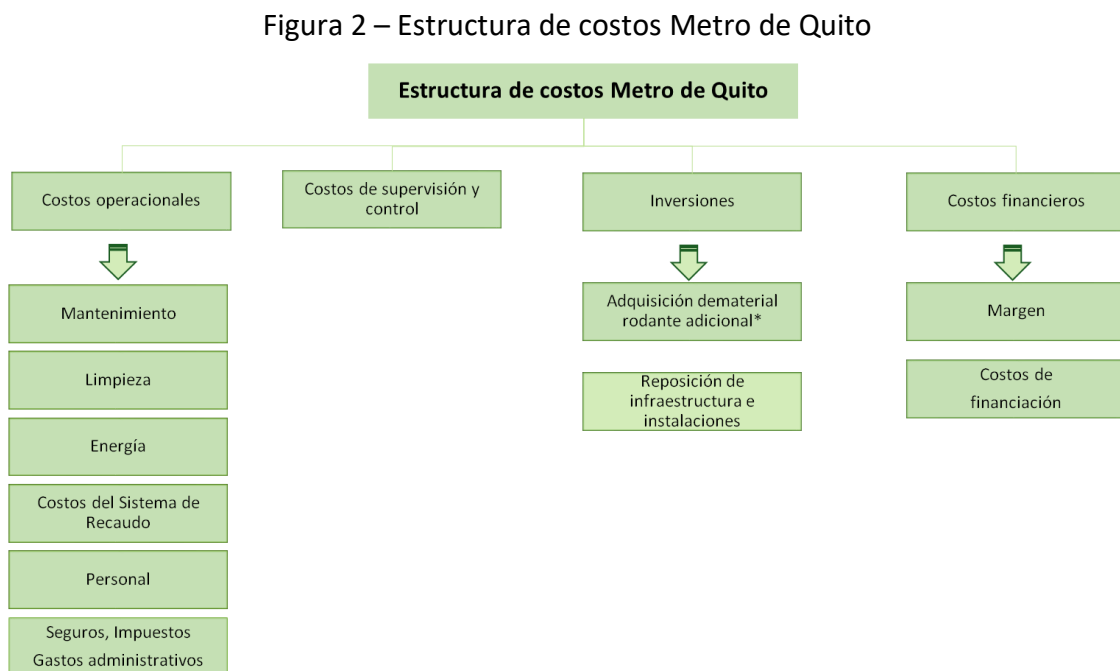 Figura 2 – Estructura de costos Metro de Quito
Estructura de costos Metro de Quito
Costos operacionales
Mantenimiento
Limpieza
Energía
Costos del Sistema de
Recaudo
Personal
Seguros, Impuestos
Gastos administrativos
Costos de supervisión y
control
Inversiones
Adquisición dematerial
rodante adicional*
Reposición de
infraestructura e
instalaciones
Costos financieros
Margen
Costos de
financiación